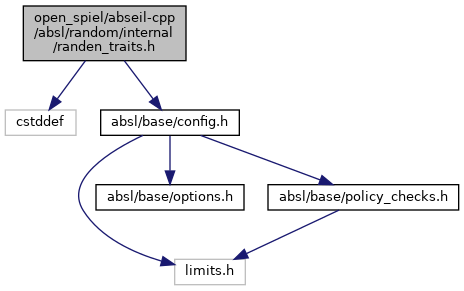 open_spiel/abseil-cpp
/absl/random/internal
/randen_traits.h
cstddef
absl/base/config.h
absl/base/options.h
absl/base/policy_checks.h
limits.h